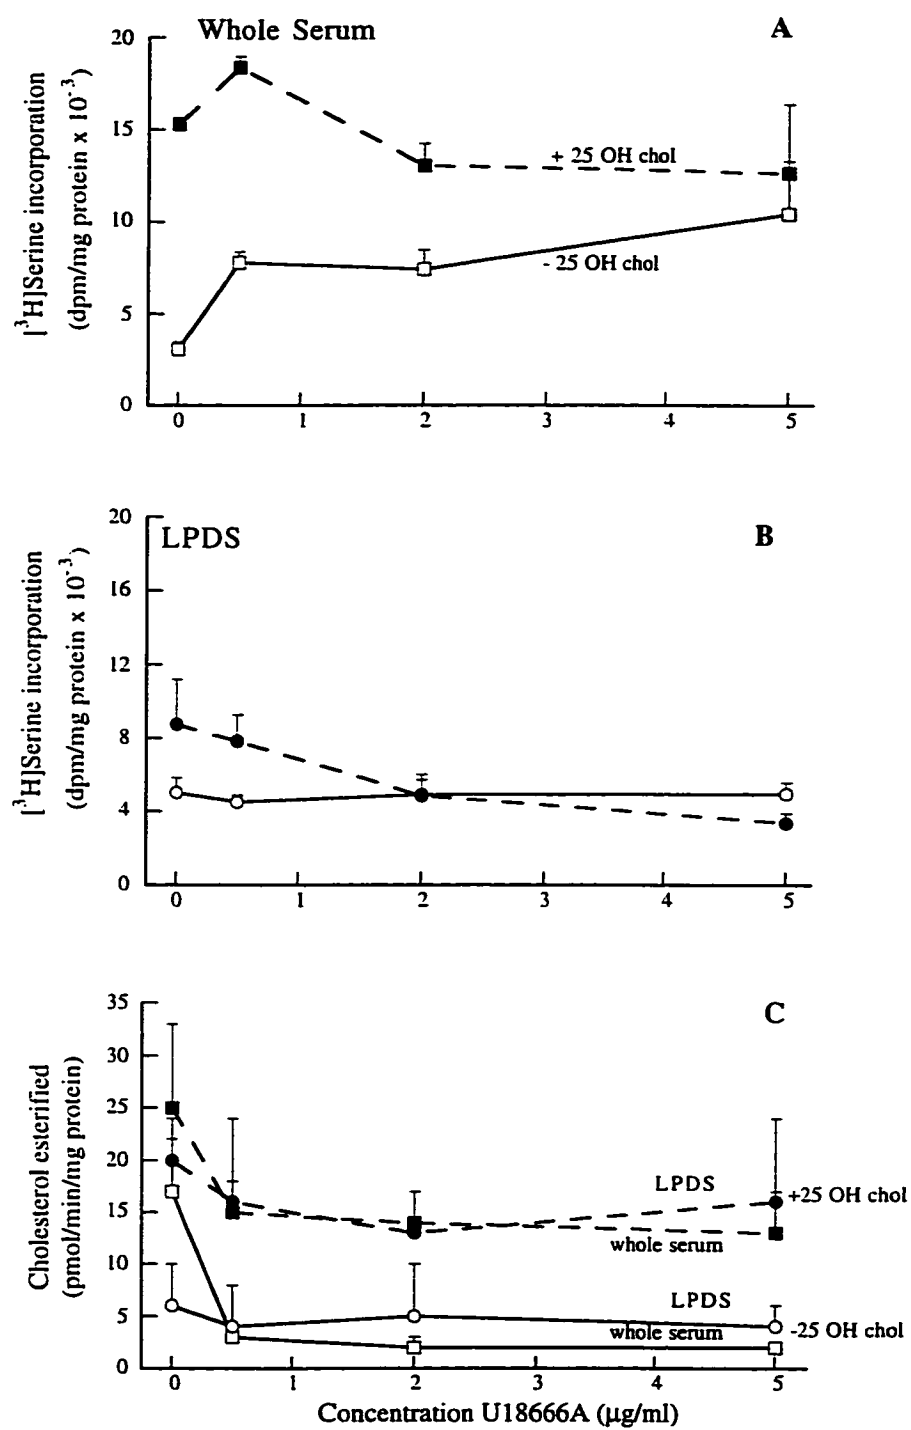 Whole Serum
A
[³H]Serine incorporation
(dpm/mg protein x 10⁻³)
20
15
10
5
0
+ 25 OH chol
- 25 OH chol
0 1 2 3 4 5
LPDS
B
[³H]Serine incorporation
(dpm/mg protein x 10⁻³)
20
16
12
8
4
0
0 1 2 3 4 5
C
Cholesterol esterified
(pmol/min/mg protein)
35
30
25
20
15
10
5
0
LPDS
+25 OH chol
whole serum
LPDS
-25 OH chol
whole serum
0 1 2 3 4 5
Concentration U18666A (µg/ml)